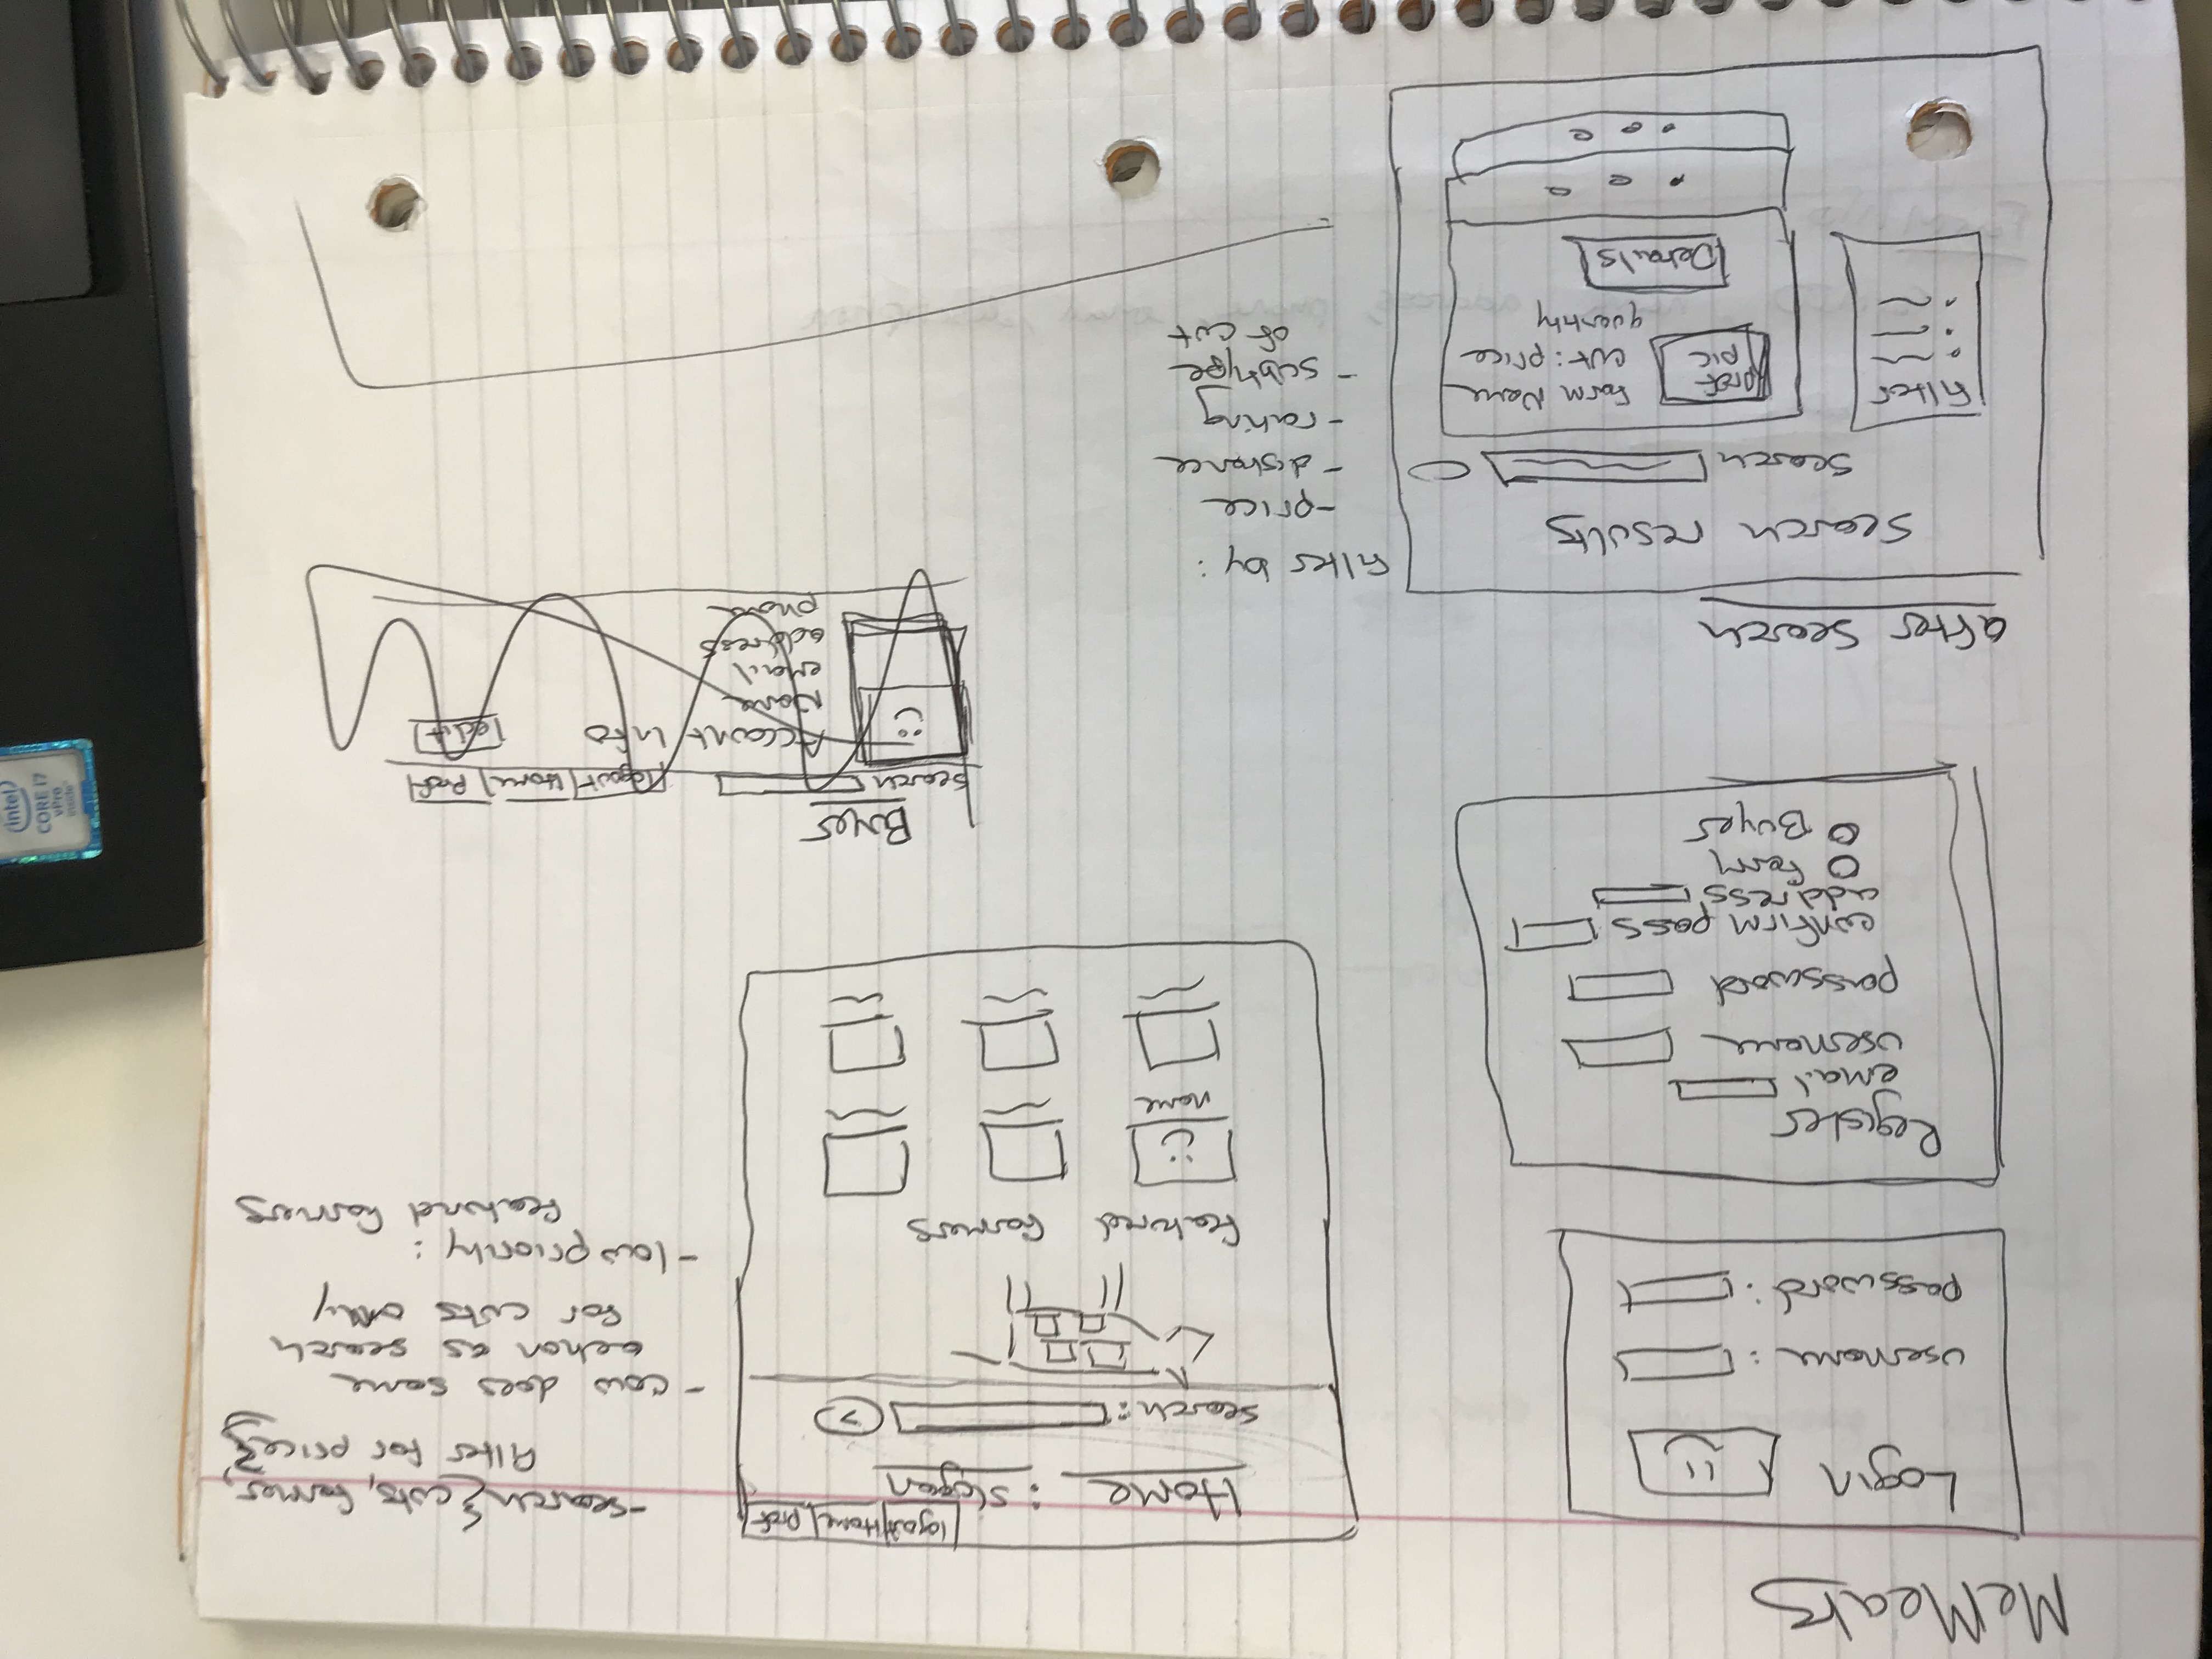 MeMeats
Login
username :
password :
Register
email
username
password
confirm pass
address
farm
Buyer
logout Home Prof
Home : slogan
search :
>
featured farmers
name
-search { cuts, farmer,
filter for price}
- cow does same
action as search
for cuts only
- low priority :
featured farmers
Buyer
search logout Home Prof
Account Info edit
Name
email
address
phone
after search
search results
search
filter
prof
pic
farm Name
cut : price
quantity
Details
filter by :
- price
- distance
- rating
- subtype
of cut
intel
CORE i7
vPro
inside